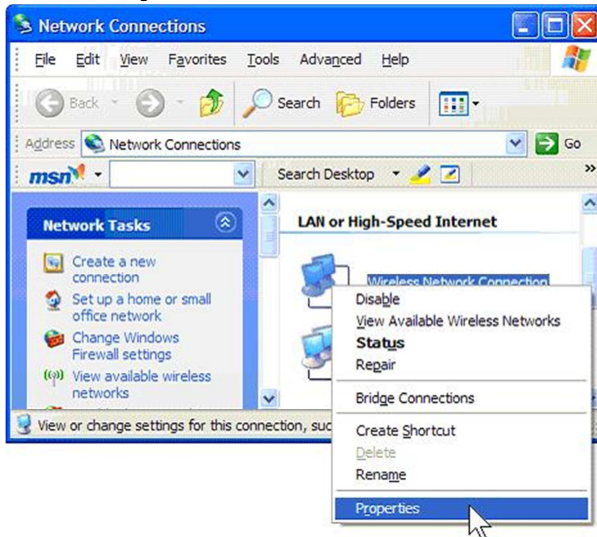 Network Connections
File Edit View Favorites Tools Advanced Help
Back Search Folders
Address Network Connections Go
msn Search Desktop »
Network Tasks
Create a new
connection
Set up a home or small
office network
Change Windows
Firewall settings
View available wireless
networks
LAN or High-Speed Internet
Wireless Network Connection
Disable
View Available Wireless Networks
Status
Repair
Bridge Connections
Create Shortcut
Delete
Rename
Properties
View or change settings for this connection, suc